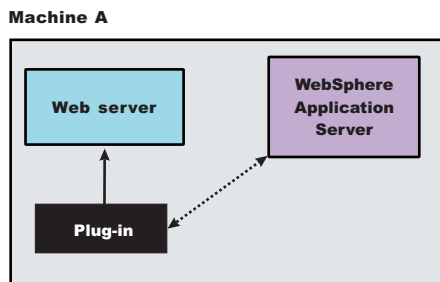 Machine A
Web server
WebSphere
Application
Server
Plug-in